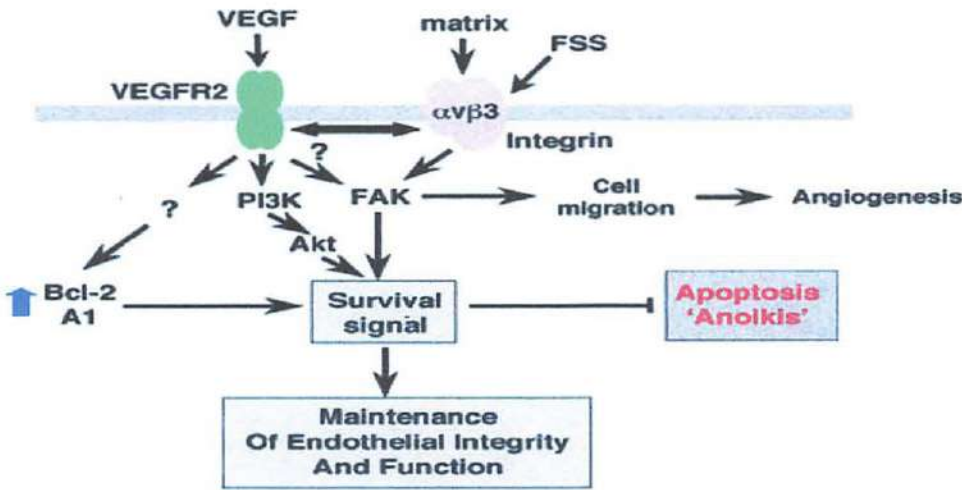 VEGF
matrix
FSS
VEGFR2
αvβ3
Integrin
?
?
PI3K
FAK
Cell
migration
Angiogenesis
Akt
Bcl-2
A1
Survival
signal
Apoptosis
‘Anoikis’
Maintenance
Of Endothelial Integrity
And Function